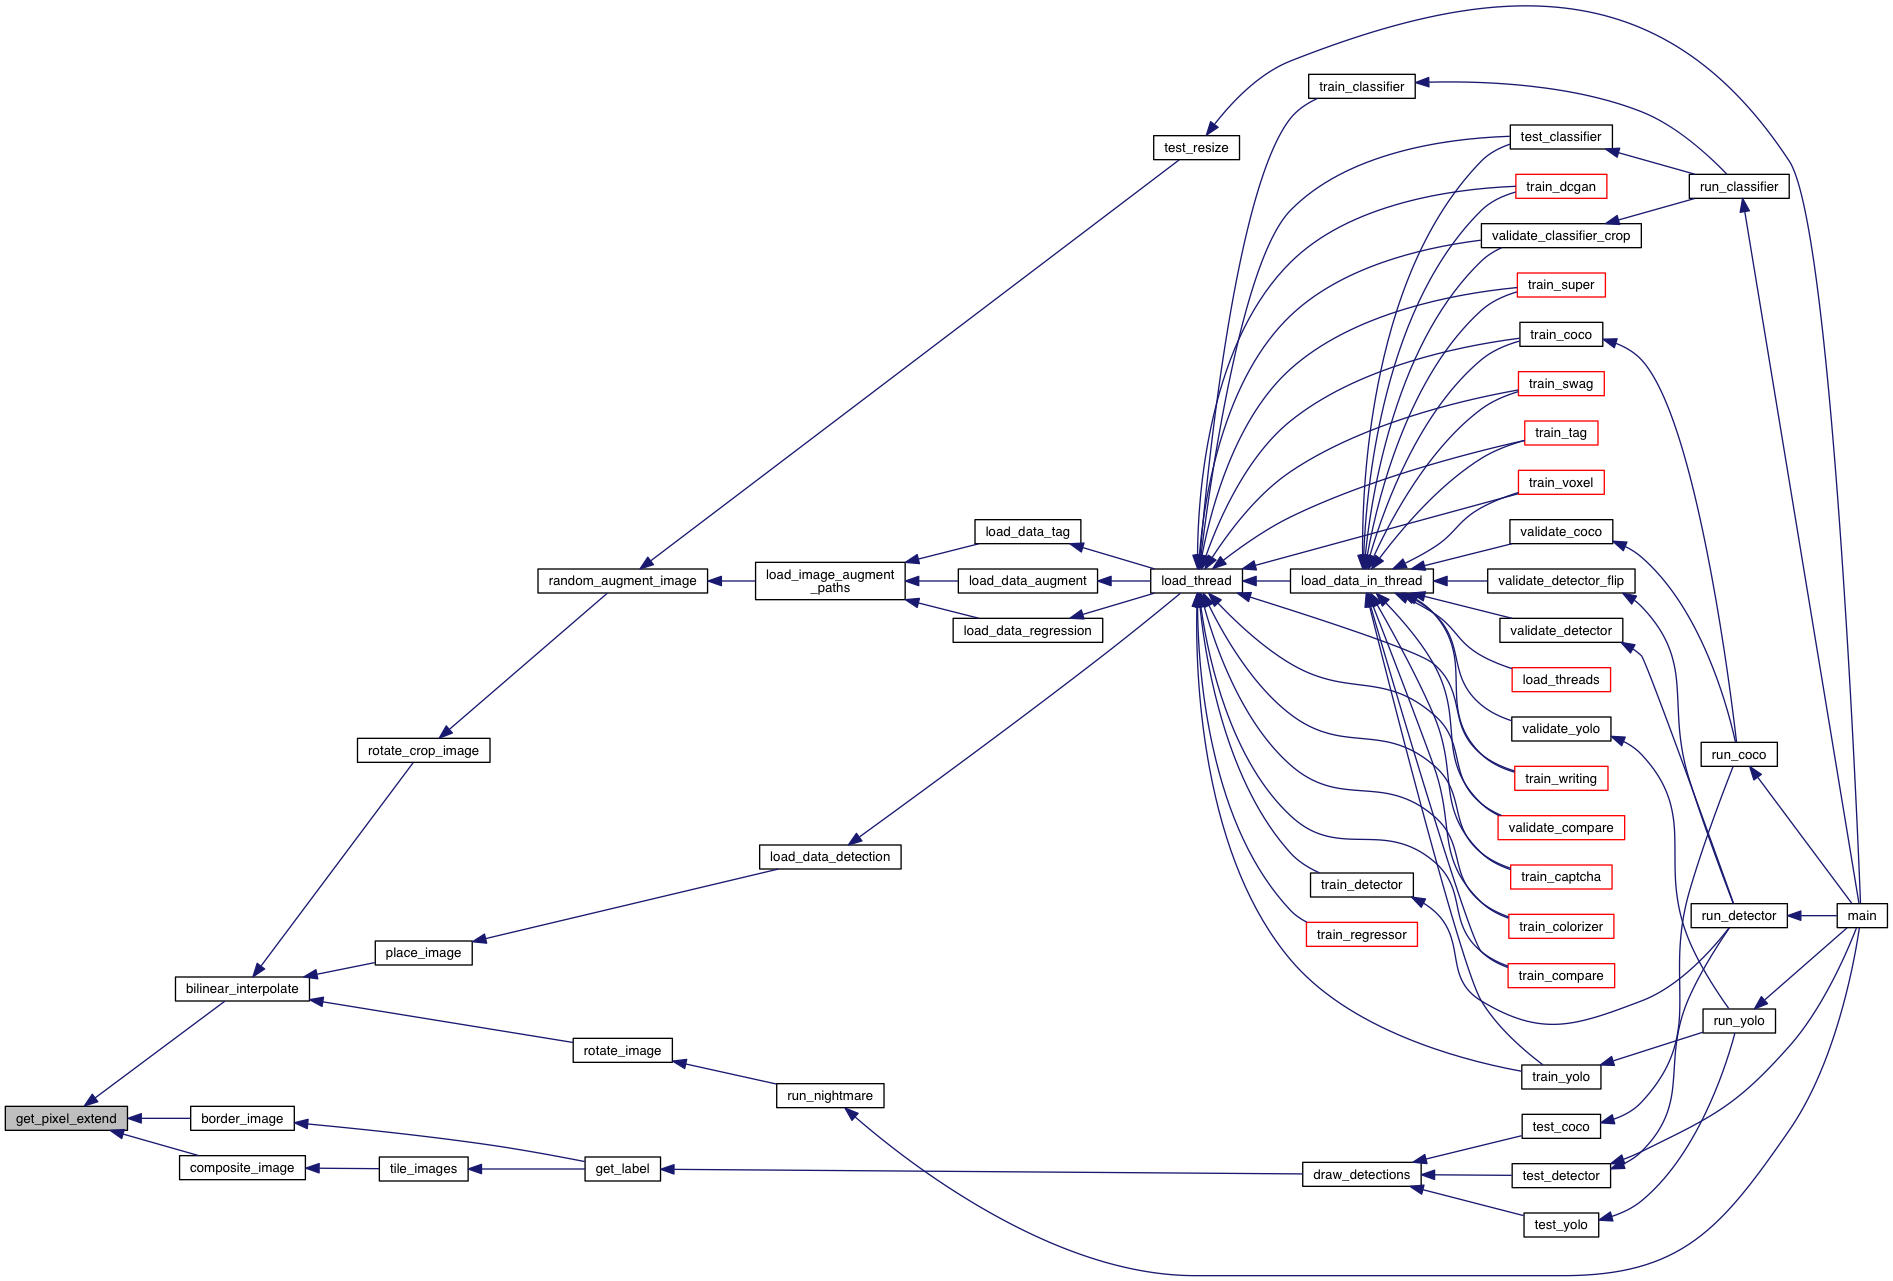 train_classifier
test_classifier
test_resize
train_dcgan
run_classifier
validate_classifier_crop
train_super
train_coco
train_swag
train_tag
train_voxel
load_data_tag
validate_coco
random_augment_image
load_image_augment
_paths
load_data_augment
load_thread
load_data_in_thread
validate_detector_flip
load_data_regression
validate_detector
load_threads
validate_yolo
rotate_crop_image
run_coco
train_writing
validate_compare
load_data_detection
train_captcha
train_detector
run_detector
main
train_colorizer
train_regressor
place_image
train_compare
bilinear_interpolate
run_yolo
rotate_image
train_yolo
run_nightmare
get_pixel_extend
border_image
test_coco
composite_image
tile_images
get_label
draw_detections
test_detector
test_yolo